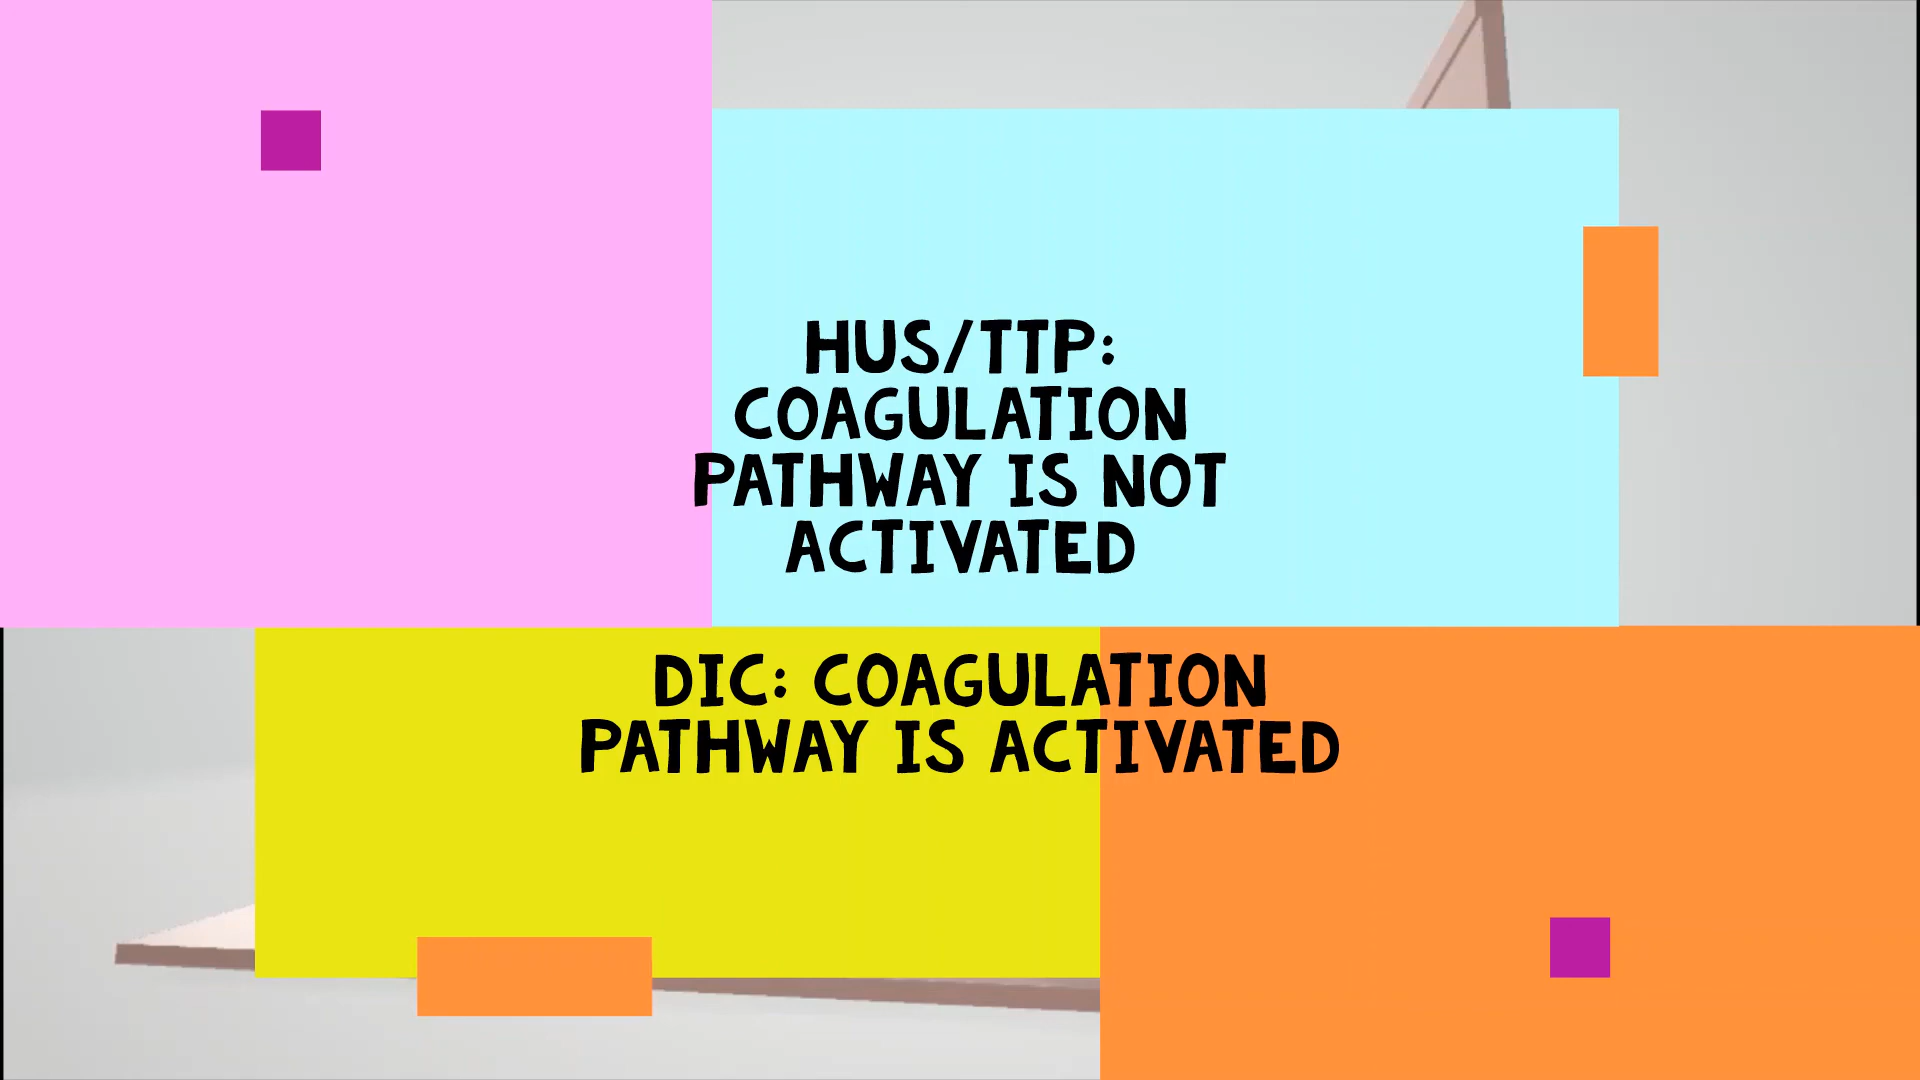 HUS/TTP:
COAGULATION
PATHWAY IS NOT
ACTIVATED
DIC: COAGULATION
PATHWAY IS ACTIVATED